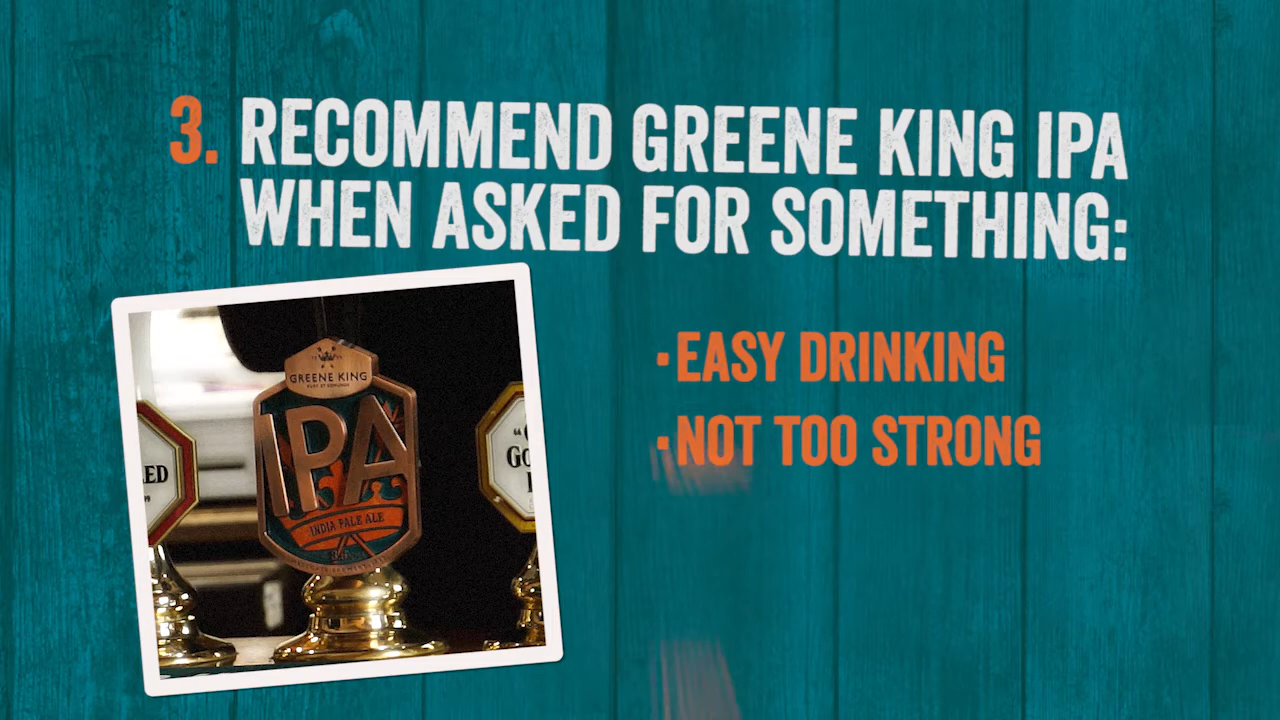 3. RECOMMEND GREENE KING IPA
WHEN ASKED FOR SOMETHING:
· EASY DRINKING
· NOT TOO STRONG
GREENE KING
IPA
INDIA PALE ALE